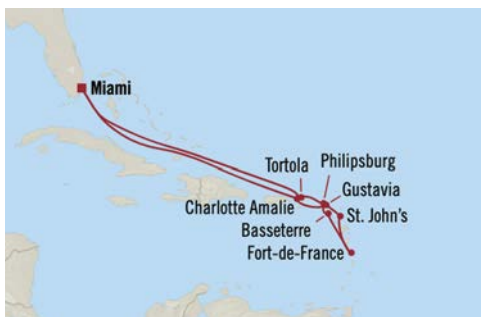 Miami
Tortola
Philipsburg
Charlotte Amalie
Gustavia
Basseterre
St. John's
Fort-de-France